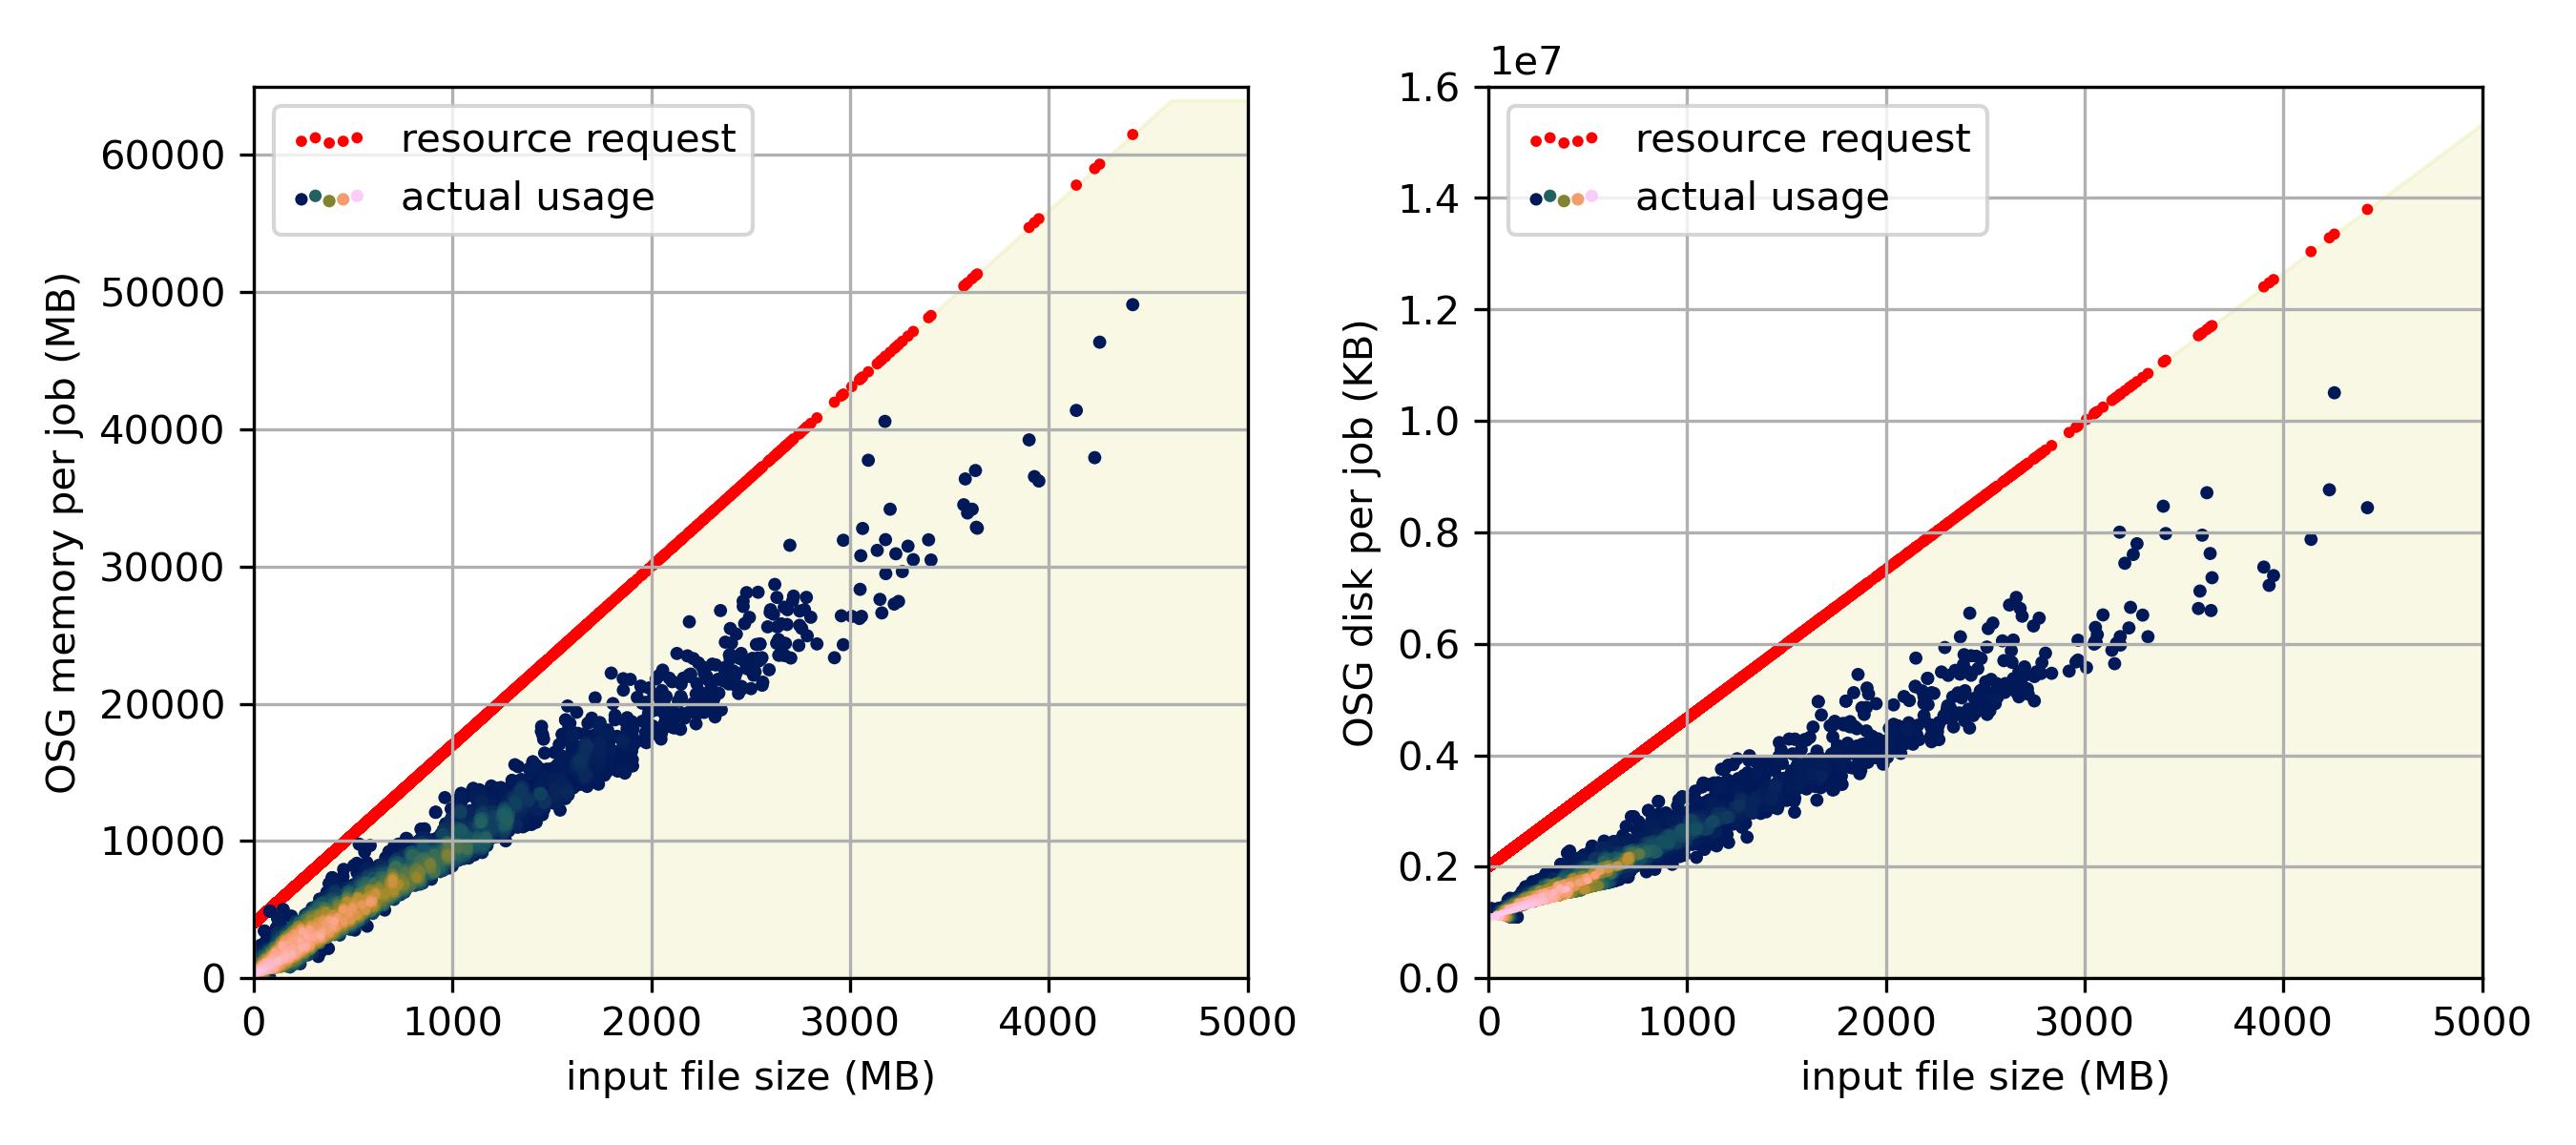 resource request
actual usage
60000
50000
40000
30000
20000
10000
0
OSG memory per job (MB)
0 1000 2000 3000 4000 5000
input file size (MB)
1e7
resource request
actual usage
1.6
1.4
1.2
1.0
0.8
0.6
0.4
0.2
0.0
OSG disk per job (KB)
0 1000 2000 3000 4000 5000
input file size (MB)